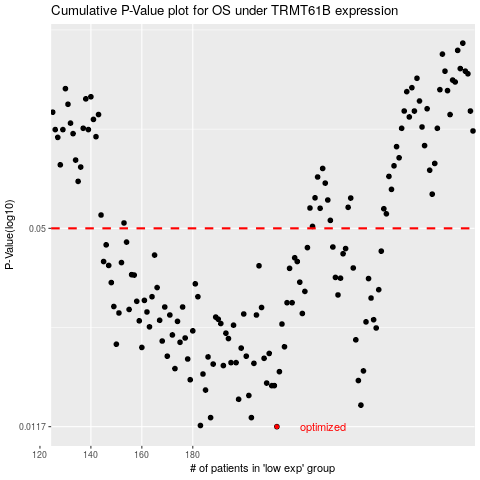 Cumulative P-Value plot for OS under TRMT61B expression
P-Value(log10)
0.05
0.0117
optimized
120
140
160
180
# of patients in 'low exp' group